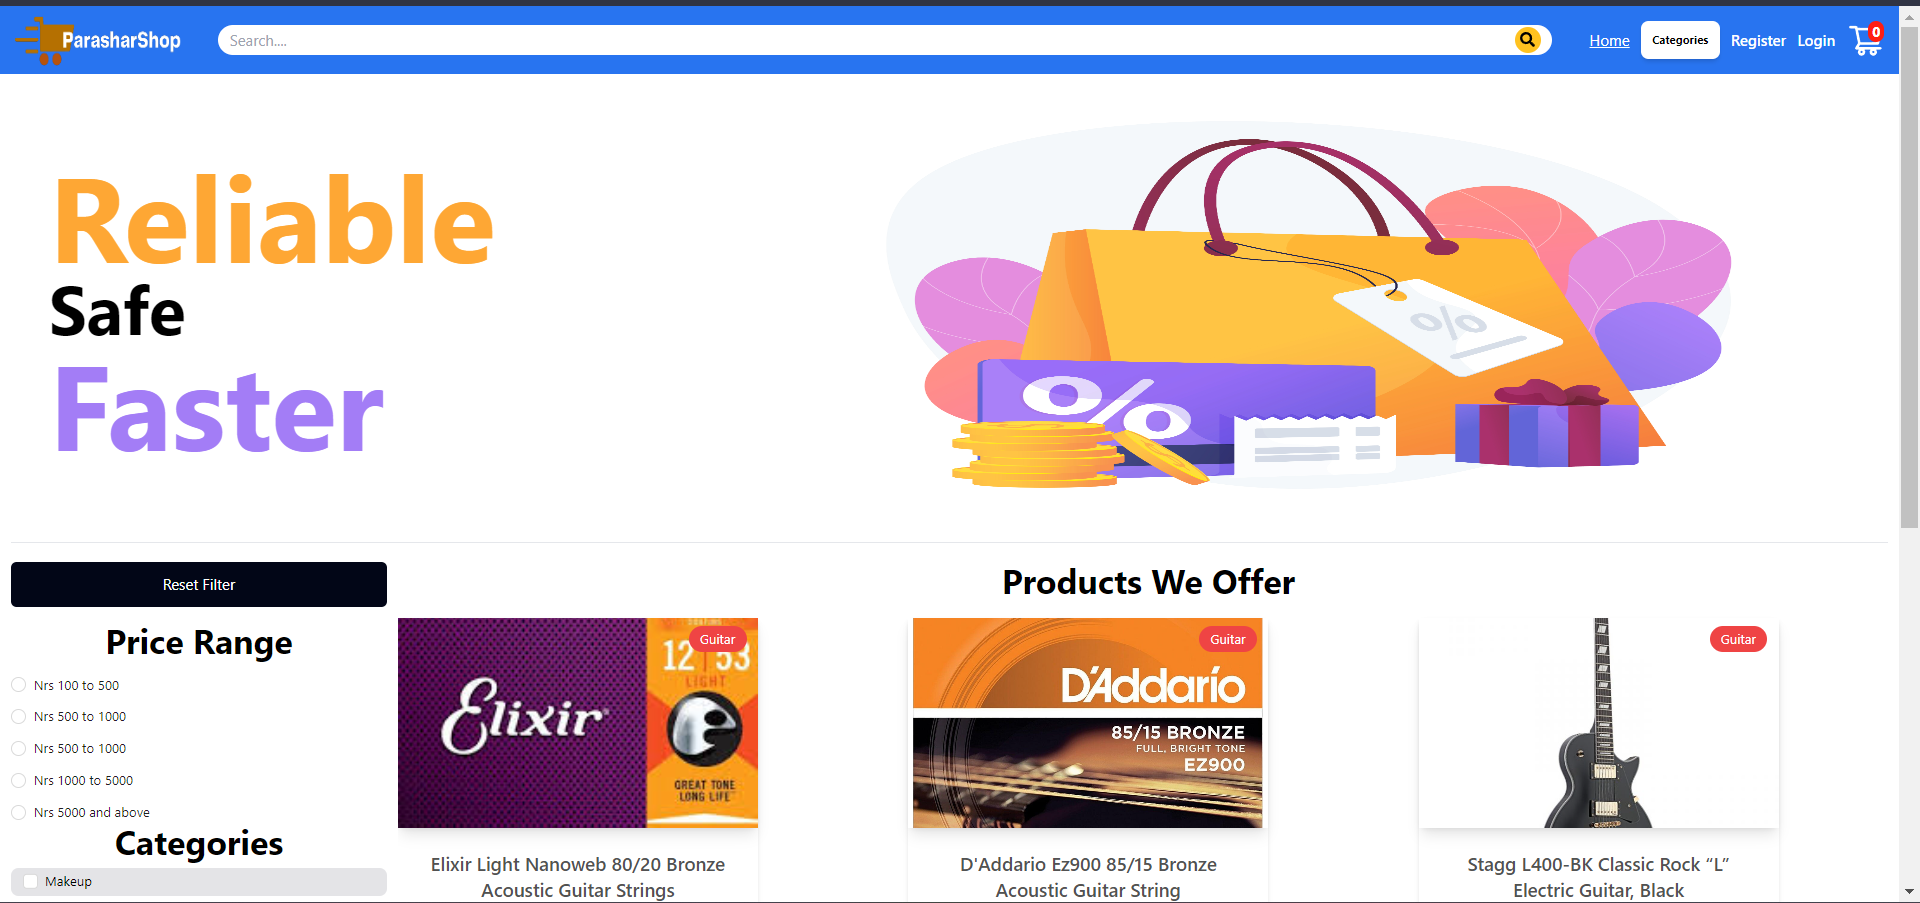 ParasharShop
Search....
Home
Categories
Register
Login
0
Reliable
Safe
Faster
%
%
Reset Filter
Price Range
Nrs 100 to 500
Nrs 500 to 1000
Nrs 500 to 1000
Nrs 1000 to 5000
Nrs 5000 and above
Categories
Makeup
Products We Offer
Guitar
12 53
LIGHT
Elixir
GREAT TONE
LONG LIFE
Elixir Light Nanoweb 80/20 Bronze
Acoustic Guitar Strings
Guitar
D'Addario
85/15 BRONZE
FULL, BRIGHT TONE
EZ900
D'Addario Ez900 85/15 Bronze
Acoustic Guitar String
Guitar
Stagg L400-BK Classic Rock “L”
Electric Guitar, Black